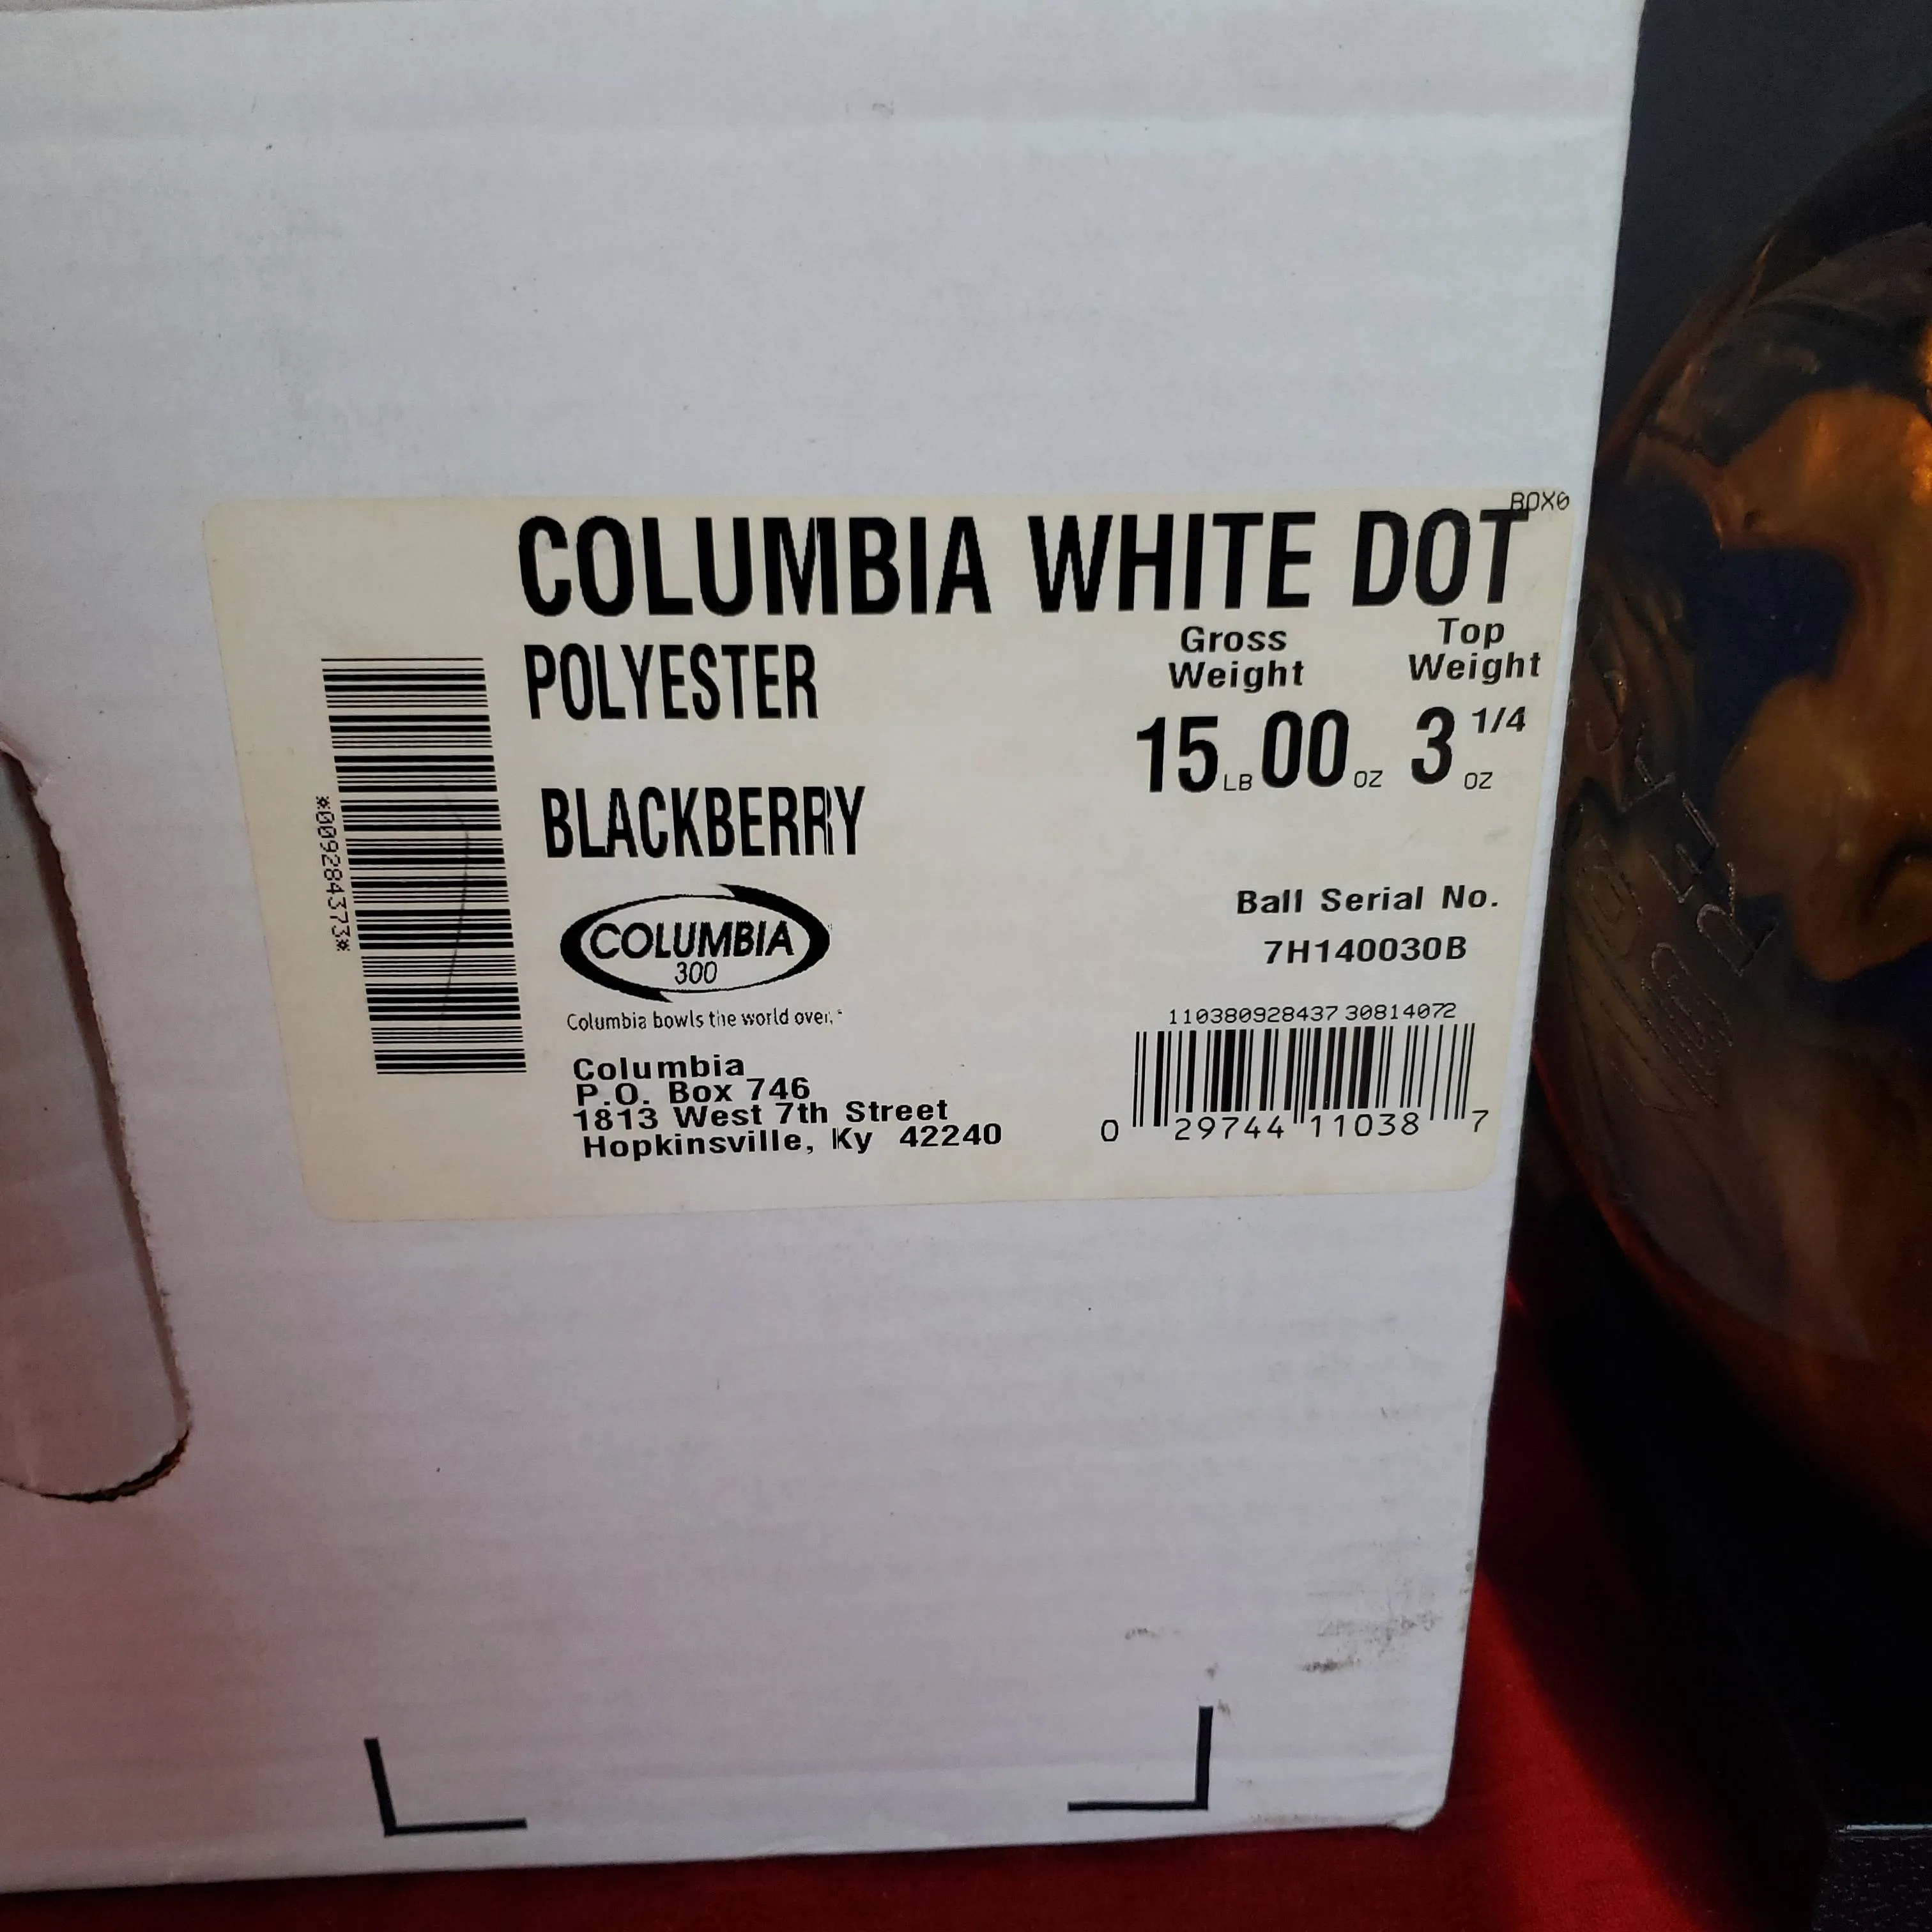 BOX6
COLUMBIA WHITE DOT
POLYESTER
Gross Weight
Top Weight
15 LB 00 OZ 3 1/4 OZ
BLACKBERRY
*009284373*
COLUMBIA
300
Columbia bowls the world over.
Ball Serial No.
7H140030B
Columbia
P.O. Box 746
1813 West 7th Street
Hopkinsville, Ky 42240
110380928437 30814072
0 29744 11038 7